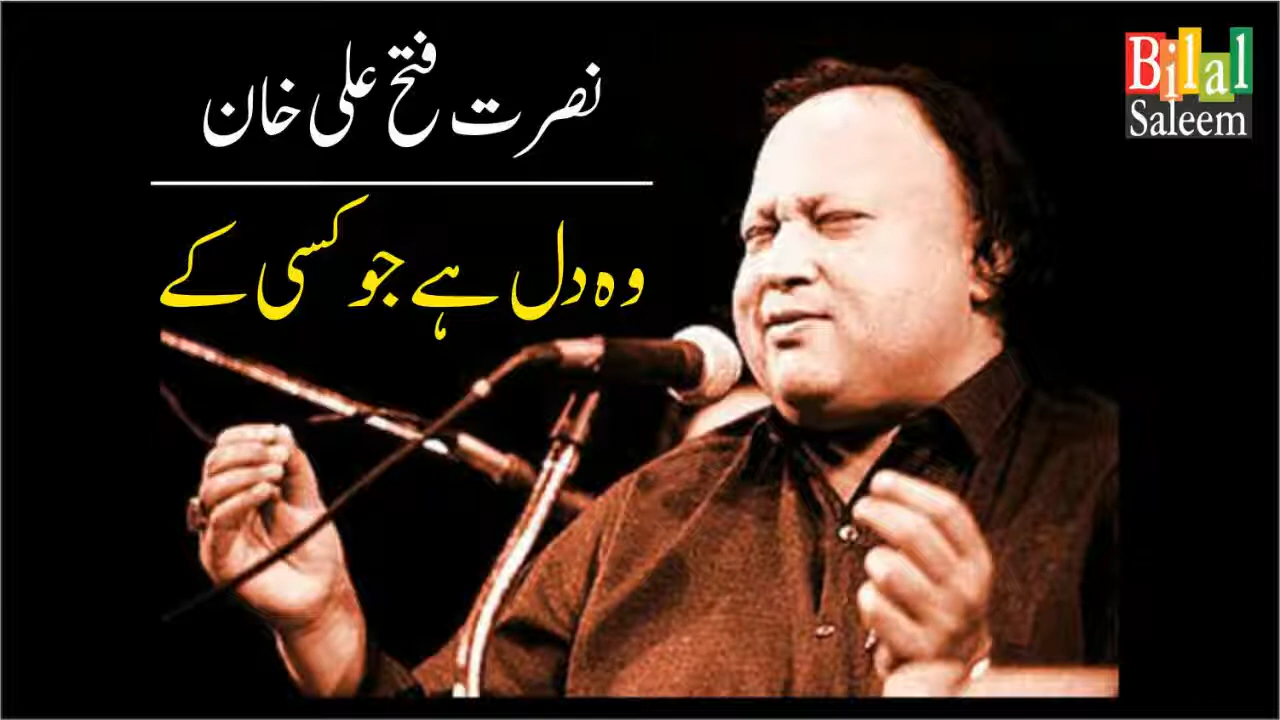 نصرت فتح علی خان
وہ دل ہے جو کسی کے
Bilal
Saleem